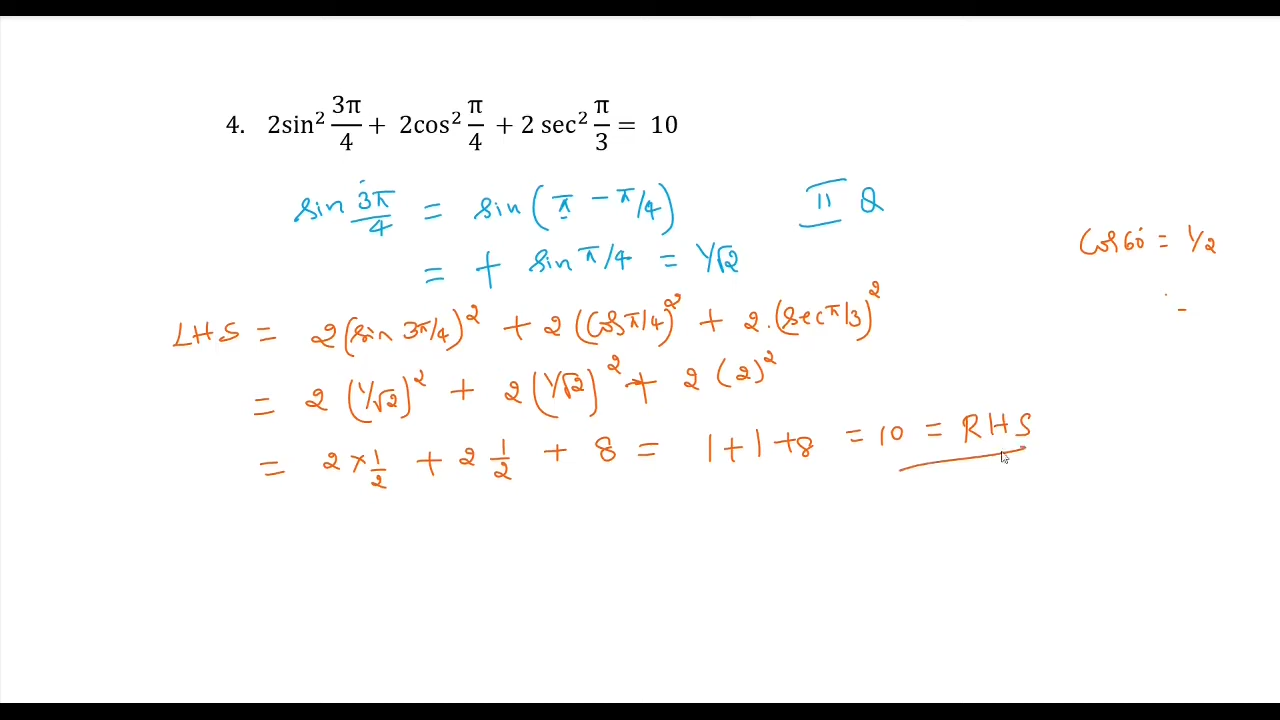 4. 2sin² 3π/4 + 2cos² π/4 + 2 sec² π/3 = 10
sin 3π/4 = sin (π - π/4) II Q
= + sin π/4 = 1/√2
cos 60° = 1/2
LHS = 2(sin 3π/4)² + 2(cos π/4)² + 2.(sec π/3)²
= 2(1/√2)² + 2(1/√2)² + 2(2)²
= 2 × 1/2 + 2 1/2 + 8 = 1+1+8 = 10 = RHS